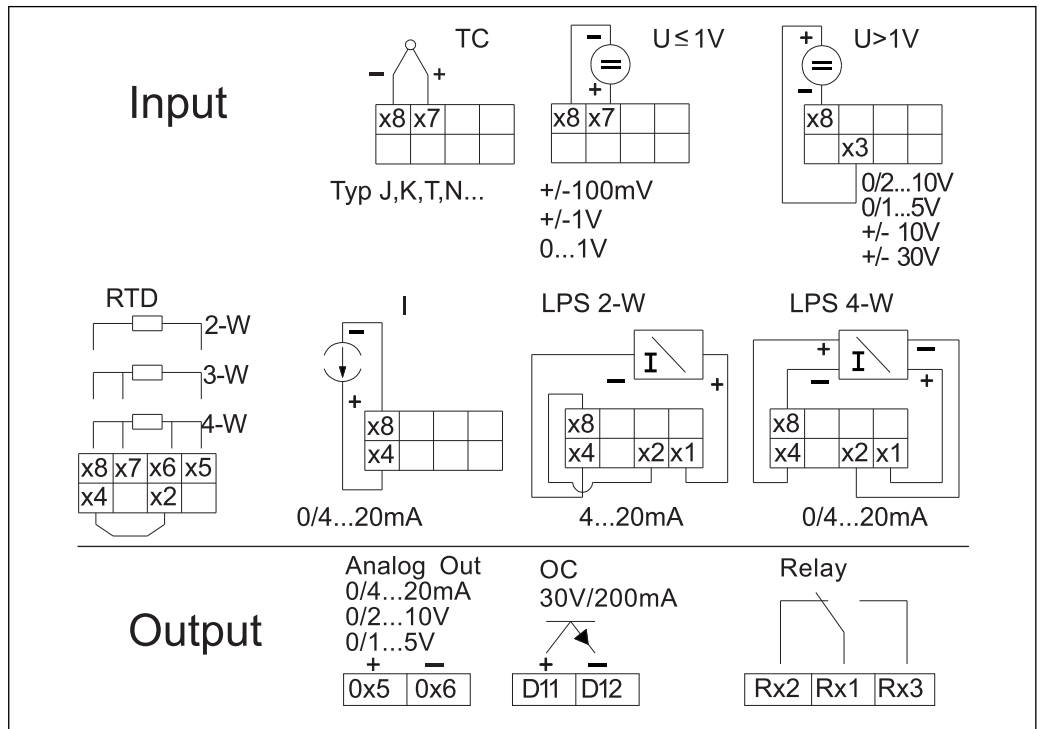 Input
TC
- +
x8 x7
Typ J,K,T,N...
U ≤ 1V
-
+
x8 x7
+/-100mV
+/-1V
0...1V
U>1V
+
-
x8
x3
0/2...10V
0/1...5V
+/- 10V
+/- 30V
RTD
2-W
3-W
4-W
x8 x7 x6 x5
x4 x2
I
-
+
x8
x4
0/4...20mA
LPS 2-W
I
- +
x8
x4 x2 x1
4...20mA
LPS 4-W
+ -
I
- +
x8
x4 x2 x1
0/4...20mA
Output
Analog Out
0/4...20mA
0/2...10V
0/1...5V
+ -
0x5 0x6
OC
30V/200mA
+ -
D11 D12
Relay
Rx2 Rx1 Rx3